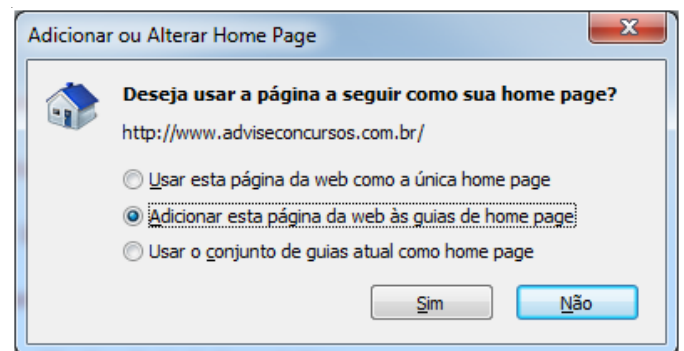 Adicionar ou Alterar Home Page
Deseja usar a página a seguir como sua home page?
http://www.adviseconcursos.com.br/
Usar esta página da web como a única home page
Adicionar esta página da web às guias de home page
Usar o conjunto de guias atual como home page
Sim
Não